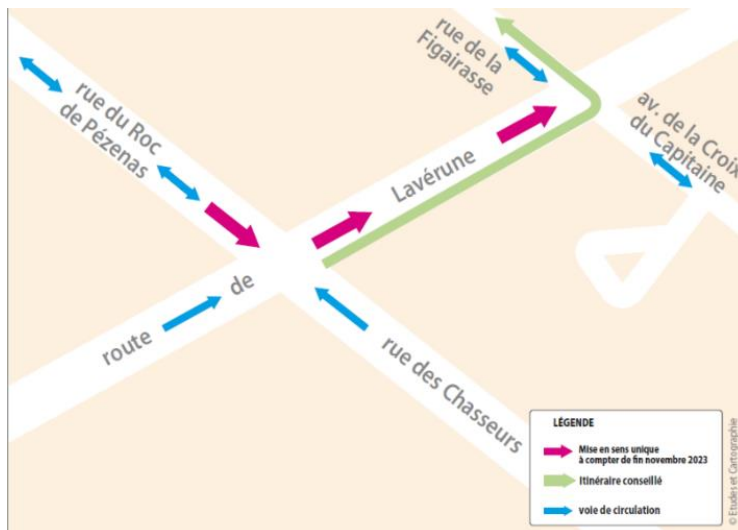 rue de la
Figairasse
rue du Roc
de Pézenas
av. de la Croix
du Capitaine
route de Lavérune
rue des Chasseurs
LÉGENDE
Mise en sens unique
à compter de fin novembre 2023
Itinéraire conseillé
voie de circulation
© Etudes et Cartographie